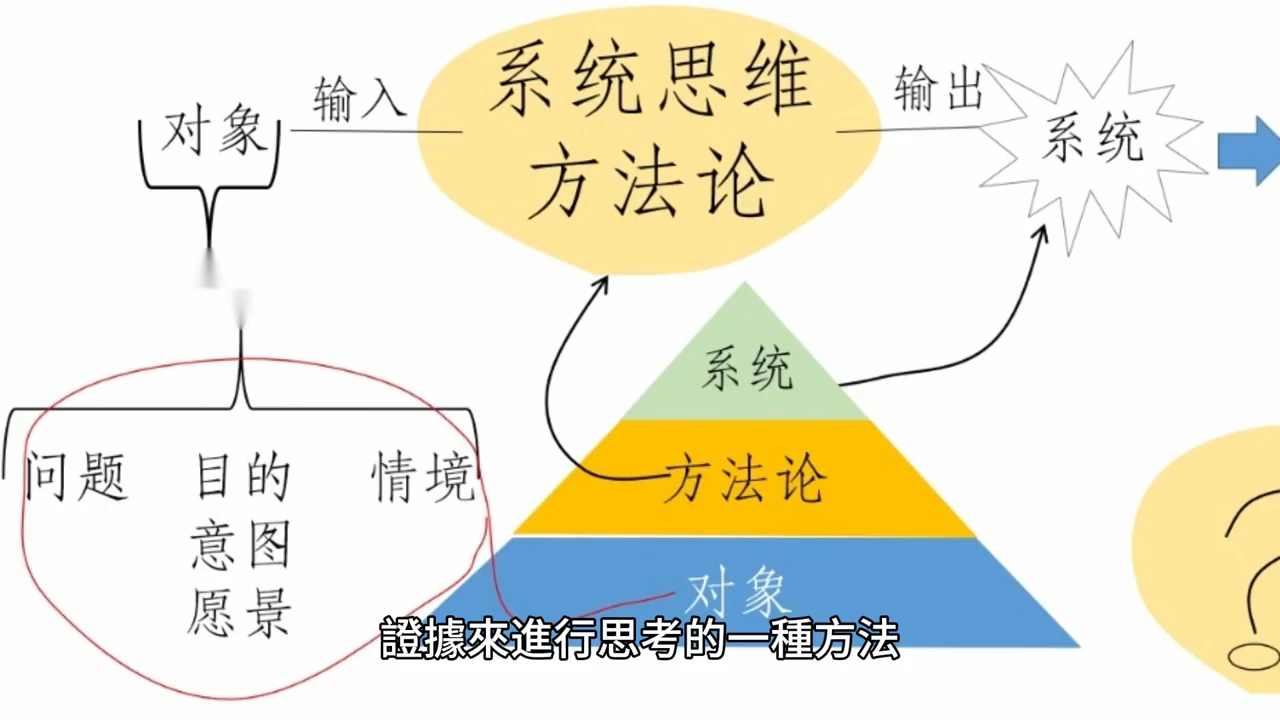 对象
输入
系统思维
方法论
输出
系统
系统
方法论
对象
问题 目的 情境
意图
愿景
證據來進行思考的一種方法